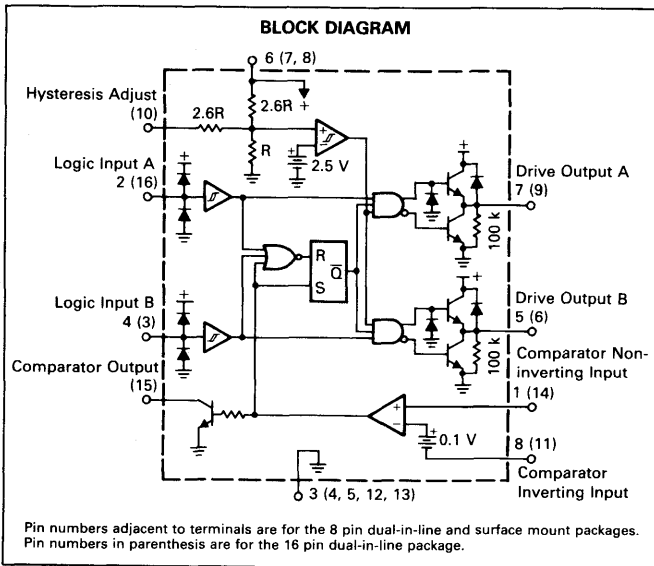 BLOCK DIAGRAM
6 (7, 8)
Hysteresis Adjust
(10)
2.6R
2.6R
+
R
+
-
+
2.5 V
Logic Input A
2 (16)
+
+
Drive Output A
7 (9)
100 k
R
Q
S
Logic Input B
4 (3)
+
+
Drive Output B
5 (6)
100 k
Comparator Output
(15)
Comparator Non-
inverting Input
1 (14)
+
-
+
0.1 V
8 (11)
Comparator
Inverting Input
3 (4, 5, 12, 13)
Pin numbers adjacent to terminals are for the 8 pin dual-in-line and surface mount packages.
Pin numbers in parenthesis are for the 16 pin dual-in-line package.